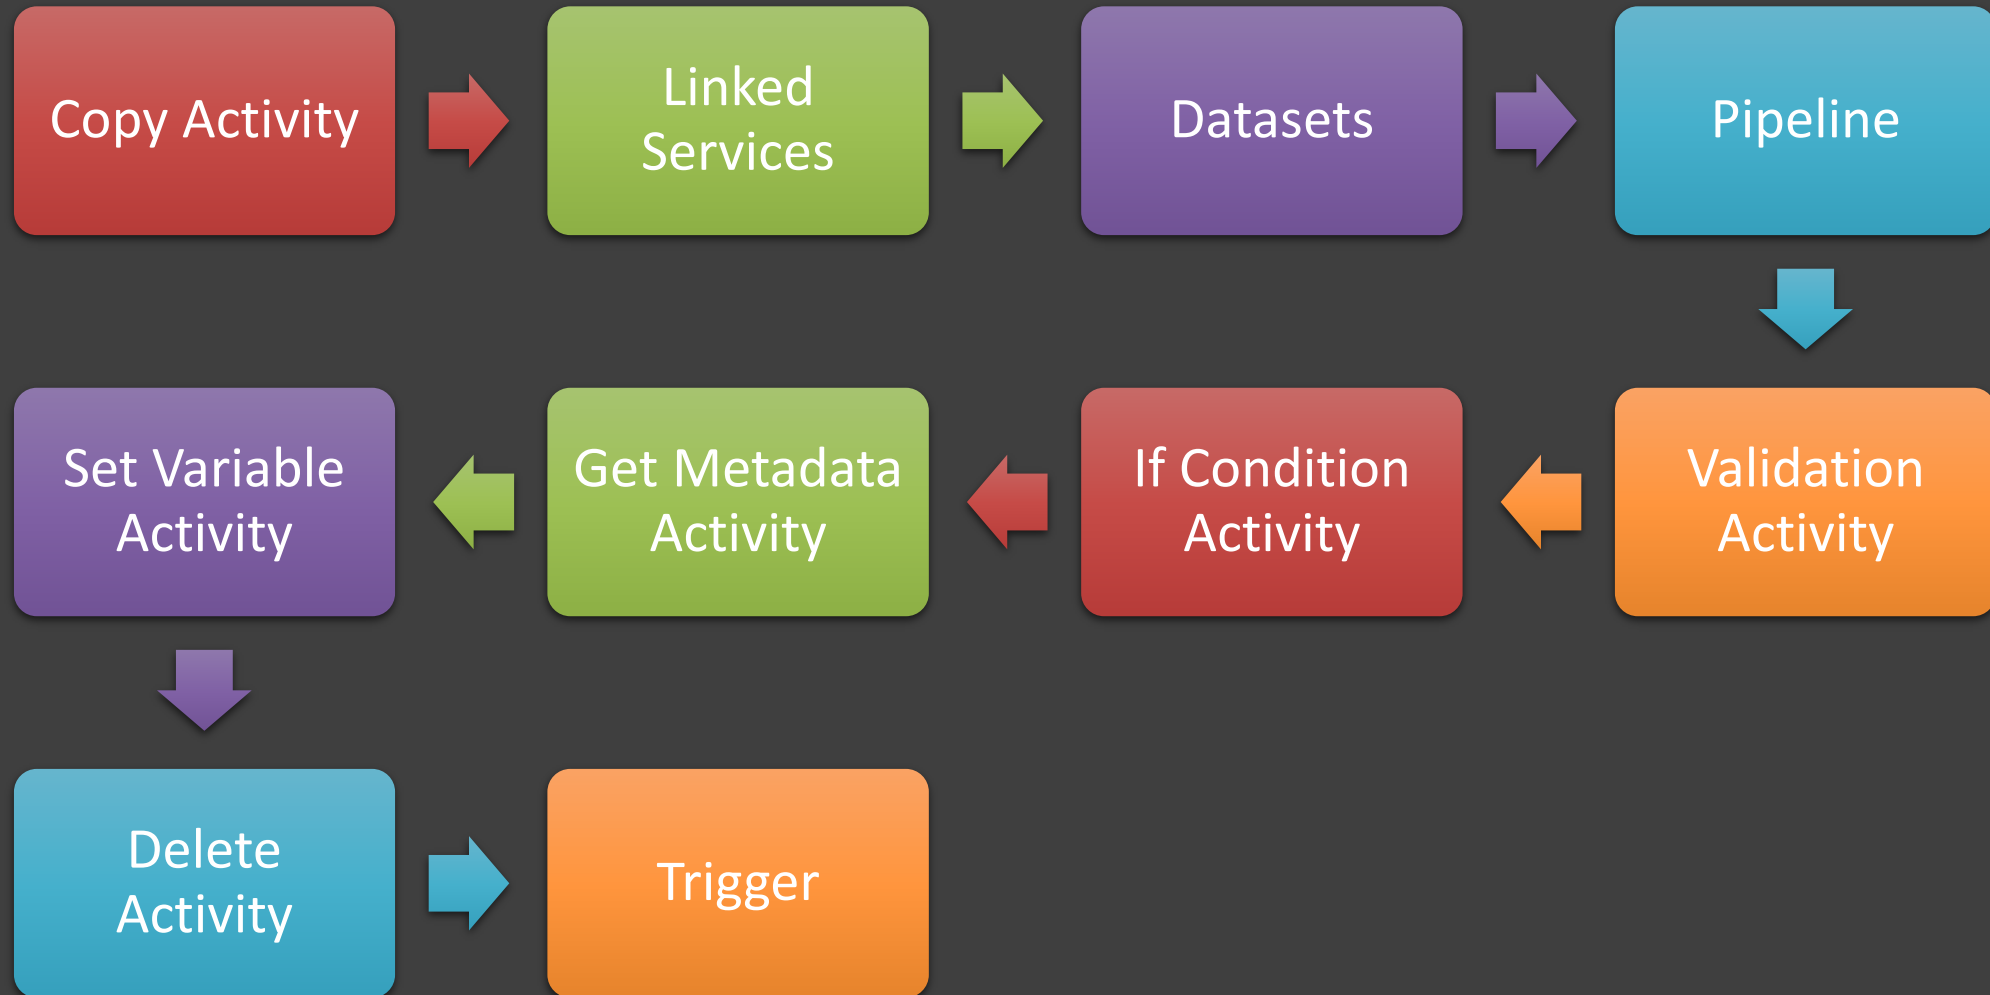 Copy Activity
Linked
Services
Datasets
Pipeline
Validation
Activity
If Condition
Activity
Get Metadata
Activity
Set Variable
Activity
Delete
Activity
Trigger